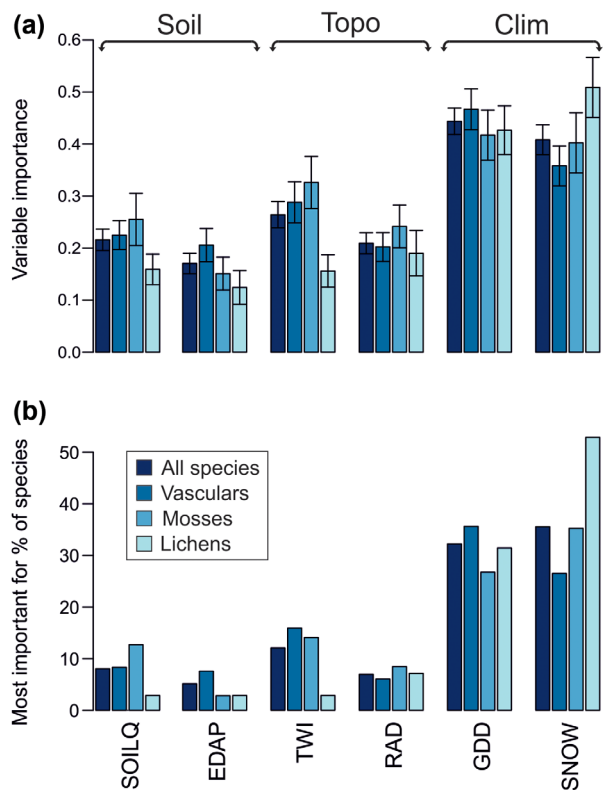 (a)
Soil Topo Clim
Variable importance
0.6
0.5
0.4
0.3
0.2
0.1
0.0
(b)
Most important for % of species
50
40
30
20
10
0
All species
Vasculars
Mosses
Lichens
SOILQ
EDAP
TWI
RAD
GDD
SNOW